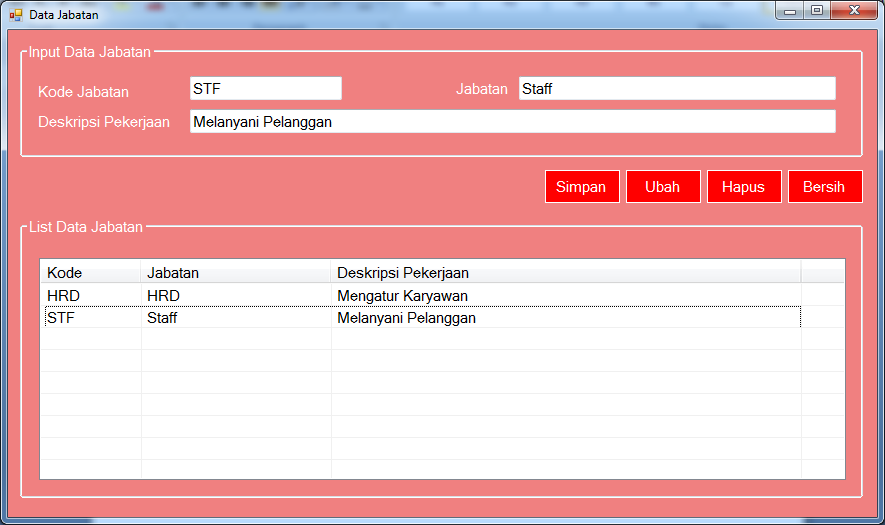 Data Jabatan
Input Data Jabatan
Kode Jabatan STF Jabatan Staff
Deskripsi Pekerjaan Melanyani Pelanggan
Simpan Ubah Hapus Bersih
List Data Jabatan
Kode Jabatan Deskripsi Pekerjaan
HRD HRD Mengatur Karyawan
STF Staff Melanyani Pelanggan